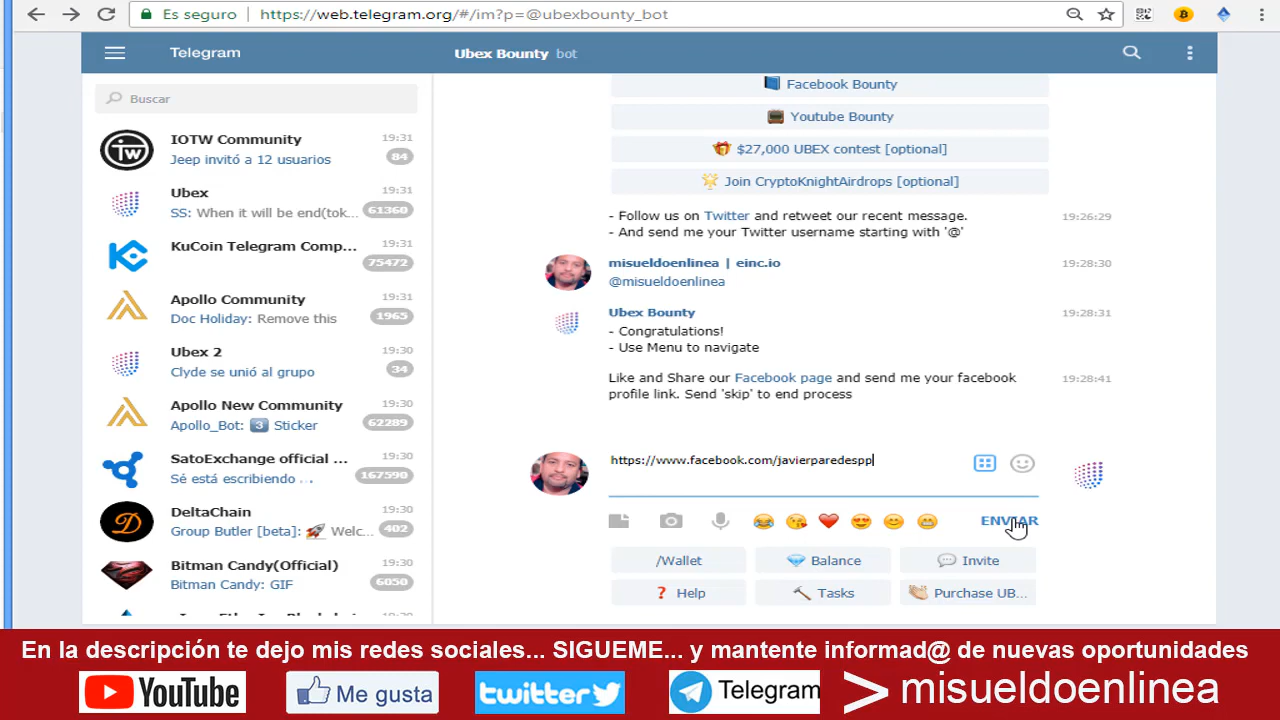 Es seguro https://web.telegram.org/#/im?p=@ubexbounty_bot
Telegram
Ubex Bounty bot
Buscar
IOTW Community 19:31
Jeep invitó a 12 usuarios 84
Ubex 19:31
SS: When it will be end(tok... 61360
KuCoin Telegram Comp... 19:31
75472
Apollo Community 19:31
Doc Holiday: Remove this 1965
Ubex 2 19:30
Clyde se unió al grupo 34
Apollo New Community 19:30
Apollo_Bot: 3 Sticker 62289
SatoExchange official ... 19:30
Sé está escribiendo ... 167590
DeltaChain 19:30
Group Butler [beta]: 🚀 Welc... 402
Bitman Candy(Official) 19:30
Bitman Candy: GIF 6050
19:30
Facebook Bounty
Youtube Bounty
$27,000 UBEX contest [optional]
Join CryptoKnightAirdrops [optional]
- Follow us on Twitter and retweet our recent message. 19:26:29
- And send me your Twitter username starting with '@'
misueldoenlinea | einc.io 19:28:30
@misueldoenlinea
Ubex Bounty 19:28:31
- Congratulations!
- Use Menu to navigate
Like and Share our Facebook page and send me your facebook 19:28:41
profile link. Send 'skip' to end process
https://www.facebook.com/javierparedespp
ENVIAR
/Wallet Balance Invite
Help Tasks Purchase UB...
En la descripción te dejo mis redes sociales... SIGUEME... y mantente informad@ de nuevas oportunidades
YouTube Me gusta twitter Telegram > misueldoenlinea